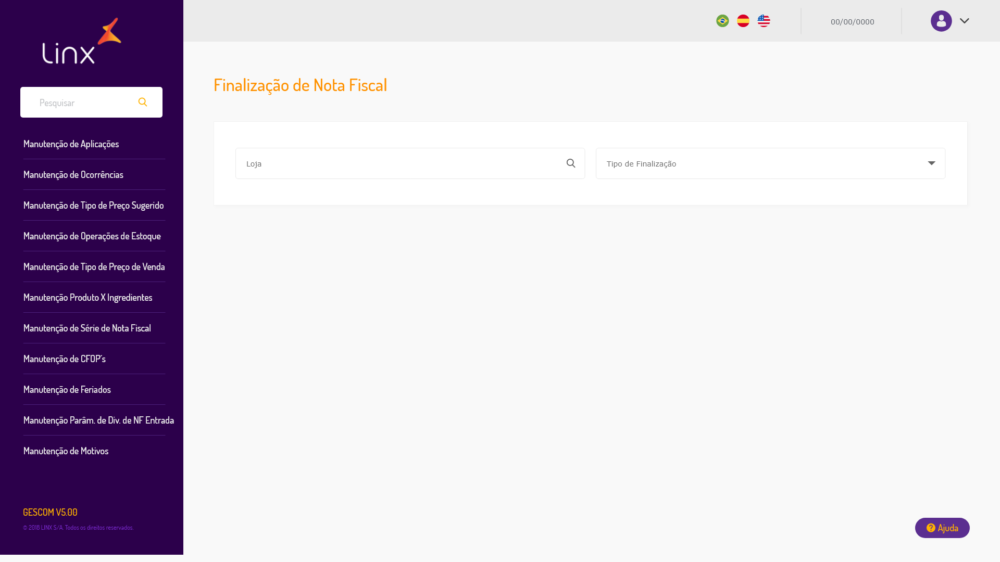 Linx
00/00/0000
Pesquisar
Finalização de Nota Fiscal
Loja
Tipo de Finalização
Manutenção de Aplicações
Manutenção de Ocorrências
Manutenção de Tipo de Preço Sugerido
Manutenção de Operações de Estoque
Manutenção de Tipo de Preço de Venda
Manutenção Produto X Ingredientes
Manutenção de Série de Nota Fiscal
Manutenção de CFOP´s
Manutenção de Feriados
Manutenção Parâm. de Div. de NF Entrada
Manutenção de Motivos
GESCOM V5.00
© 2018 LINX S/A. Todos os direitos reservados.
? Ajuda